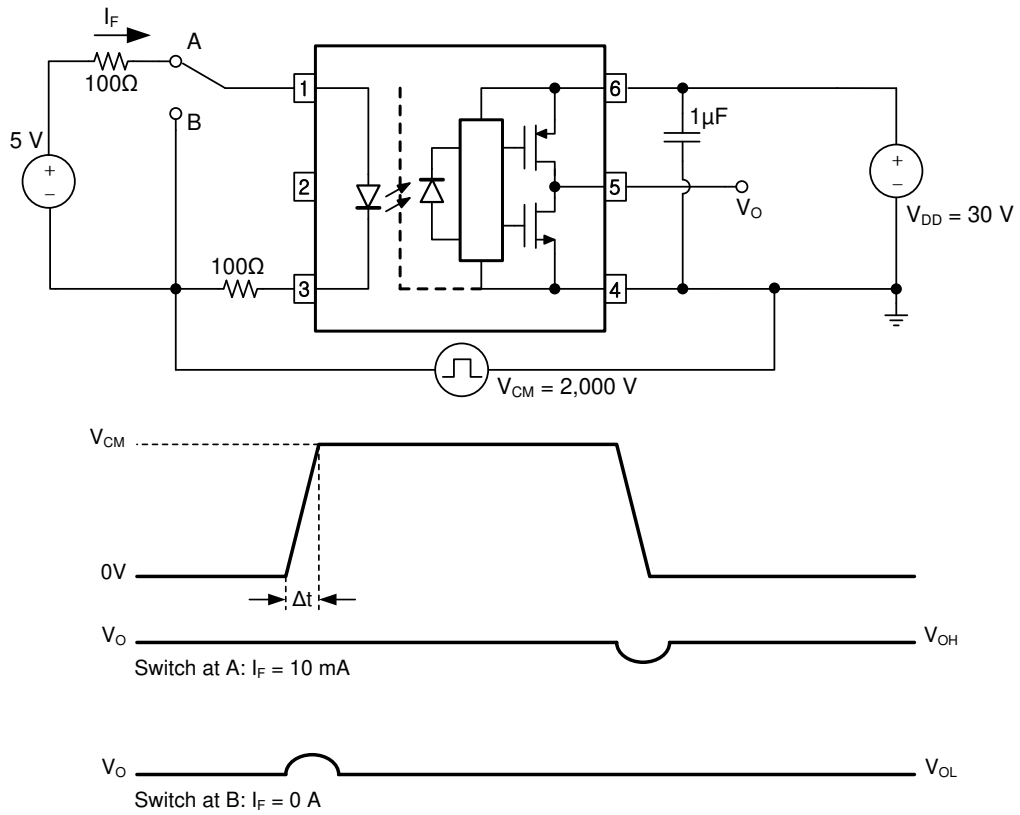 I_F
A
100Ω
1
6
1µF
B
5 V
+
−
2
5
V_O
+
−
V_DD = 30 V
100Ω
3
4
V_CM = 2,000 V
V_CM
0V
Δt
V_O
V_OH
Switch at A: I_F = 10 mA
V_O
V_OL
Switch at B: I_F = 0 A